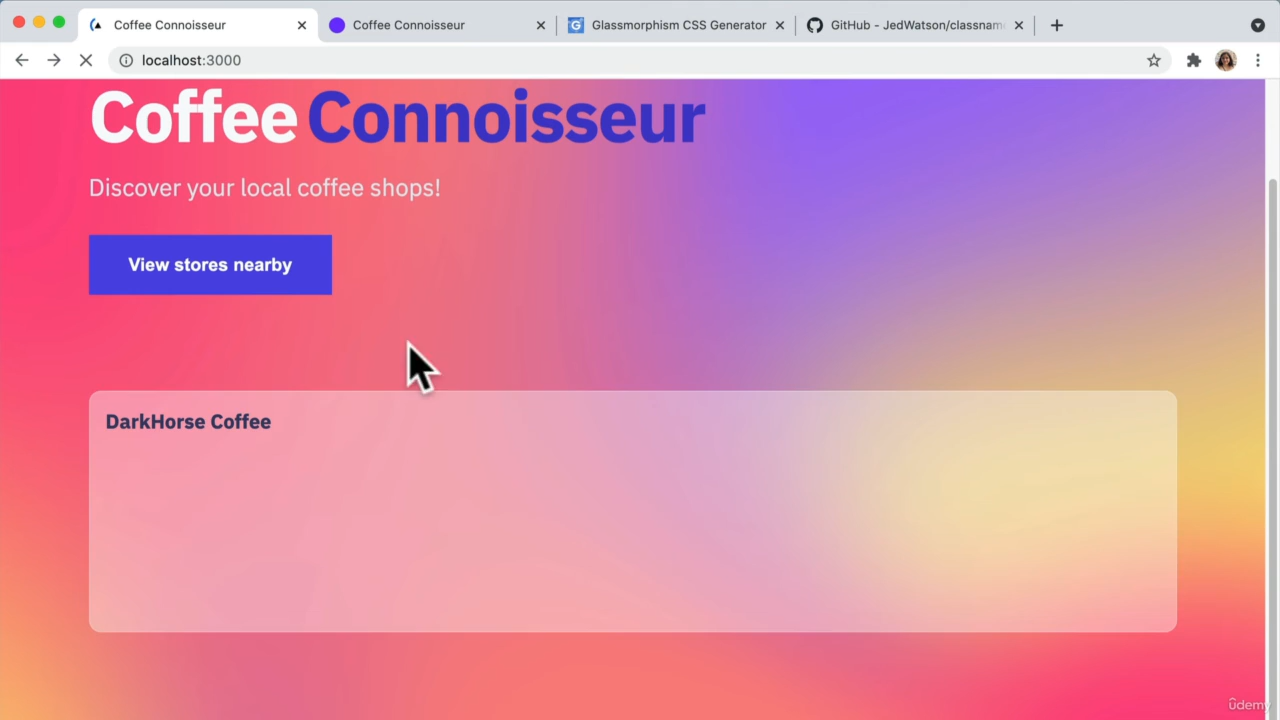 Coffee Connoisseur
Coffee Connoisseur
Glassmorphism CSS Generator
GitHub - JedWatson/classnam
localhost:3000
Coffee Connoisseur
Discover your local coffee shops!
View stores nearby
DarkHorse Coffee
ûdemy